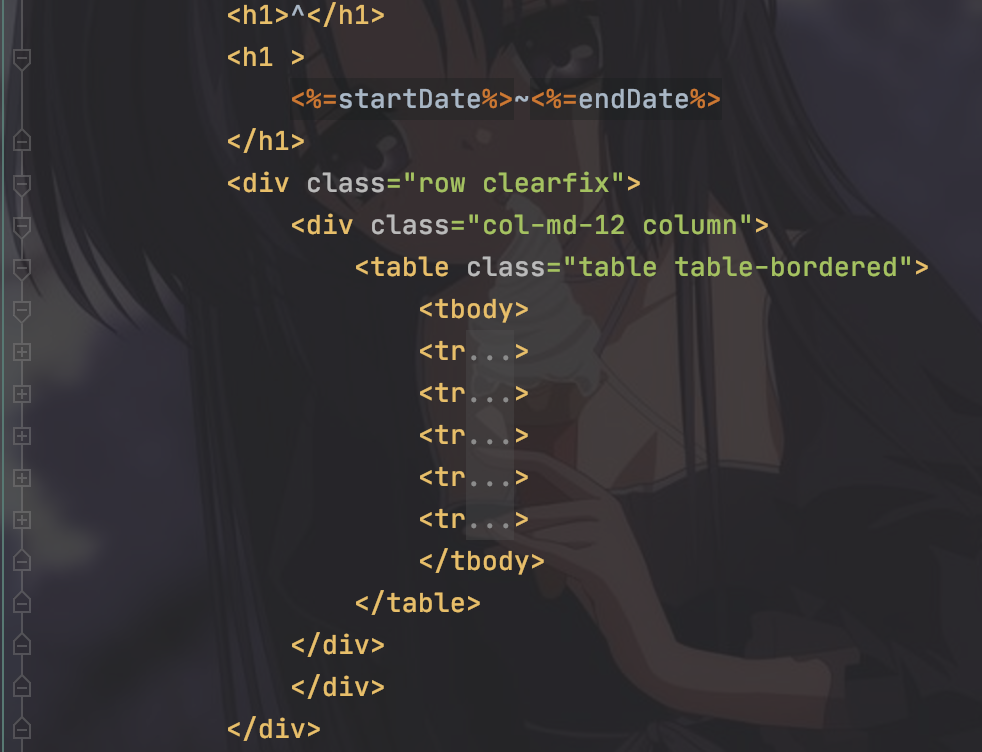 <h1>^</h1>
<h1 >
<%=startDate%>~<%=endDate%>
</h1>
<div class="row clearfix">
<div class="col-md-12 column">
<table class="table table-bordered">
<tbody>
<tr...>
<tr...>
<tr...>
<tr...>
<tr...>
</tbody>
</table>
</div>
</div>
</div>